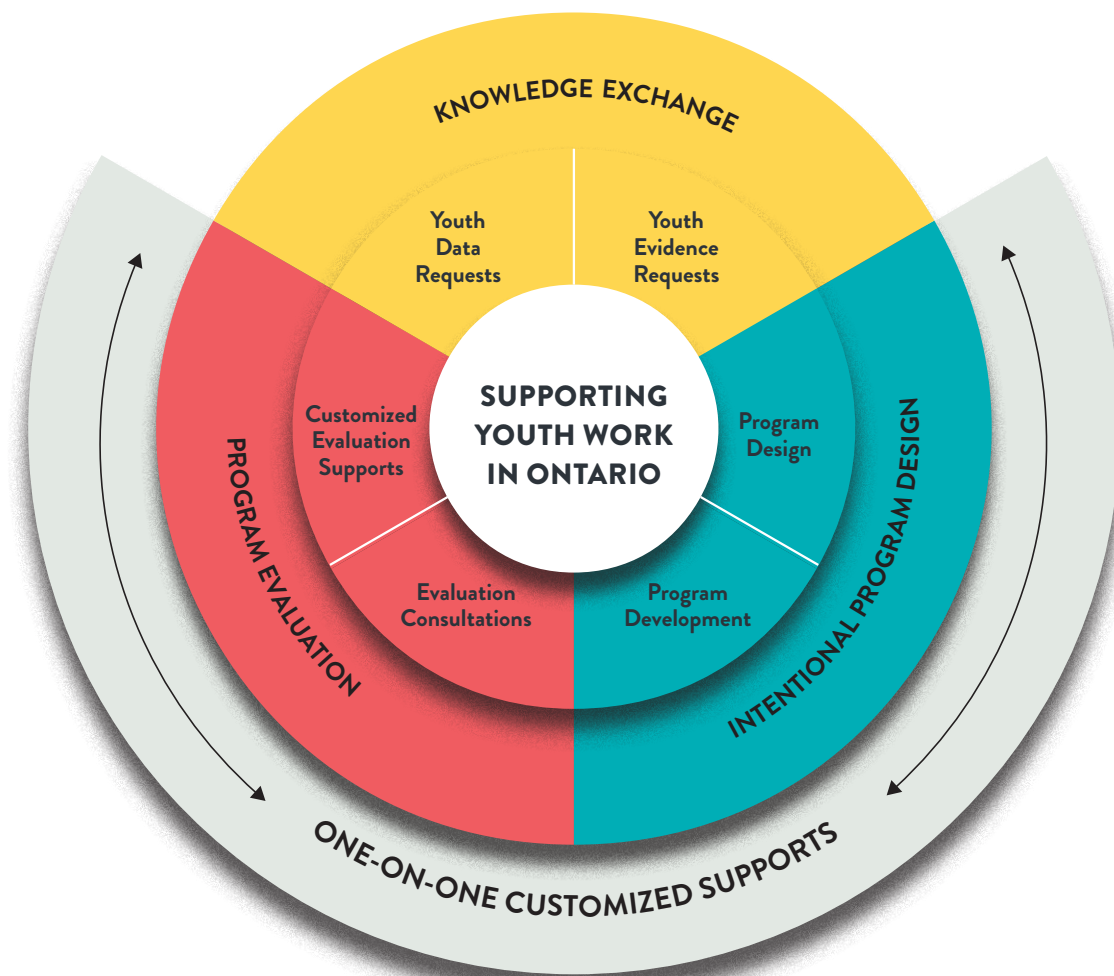 KNOWLEDGE EXCHANGE
Youth
Data
Requests
Youth
Evidence
Requests
SUPPORTING
YOUTH WORK
IN ONTARIO
Customized
Evaluation
Supports
Program
Design
PROGRAM EVALUATION
INTENTIONAL PROGRAM DESIGN
Evaluation
Consultations
Program
Development
ONE-ON-ONE CUSTOMIZED SUPPORTS